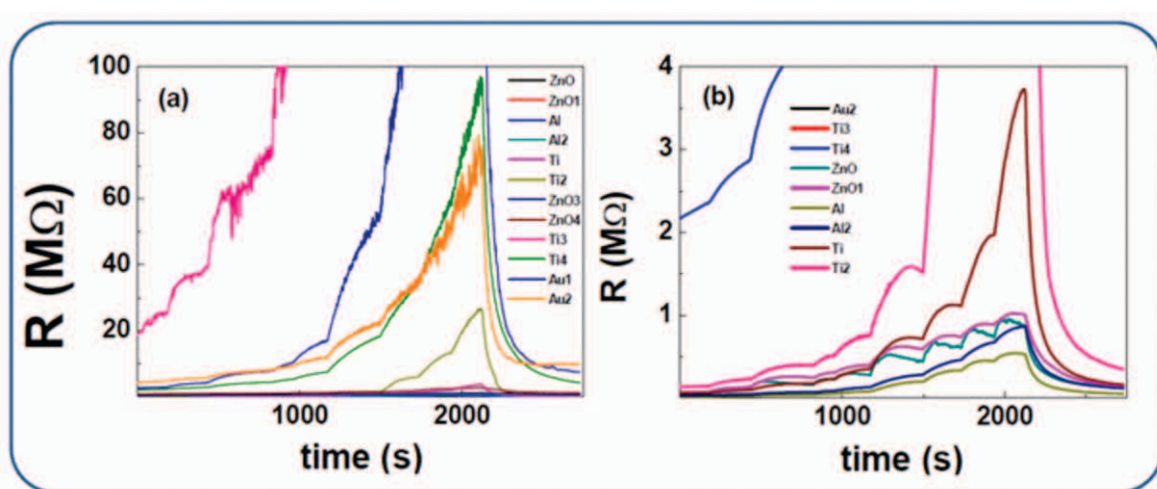 (a)
R (MΩ)
100
80
60
40
20
1000
2000
time (s)
ZnO
ZnO1
Al
Al2
Ti
Ti2
ZnO3
ZnO4
Ti3
Ti4
Au1
Au2
(b)
R (MΩ)
4
3
2
1
1000
2000
time (s)
Au2
Ti3
Ti4
ZnO
ZnO1
Al
Al2
Ti
Ti2